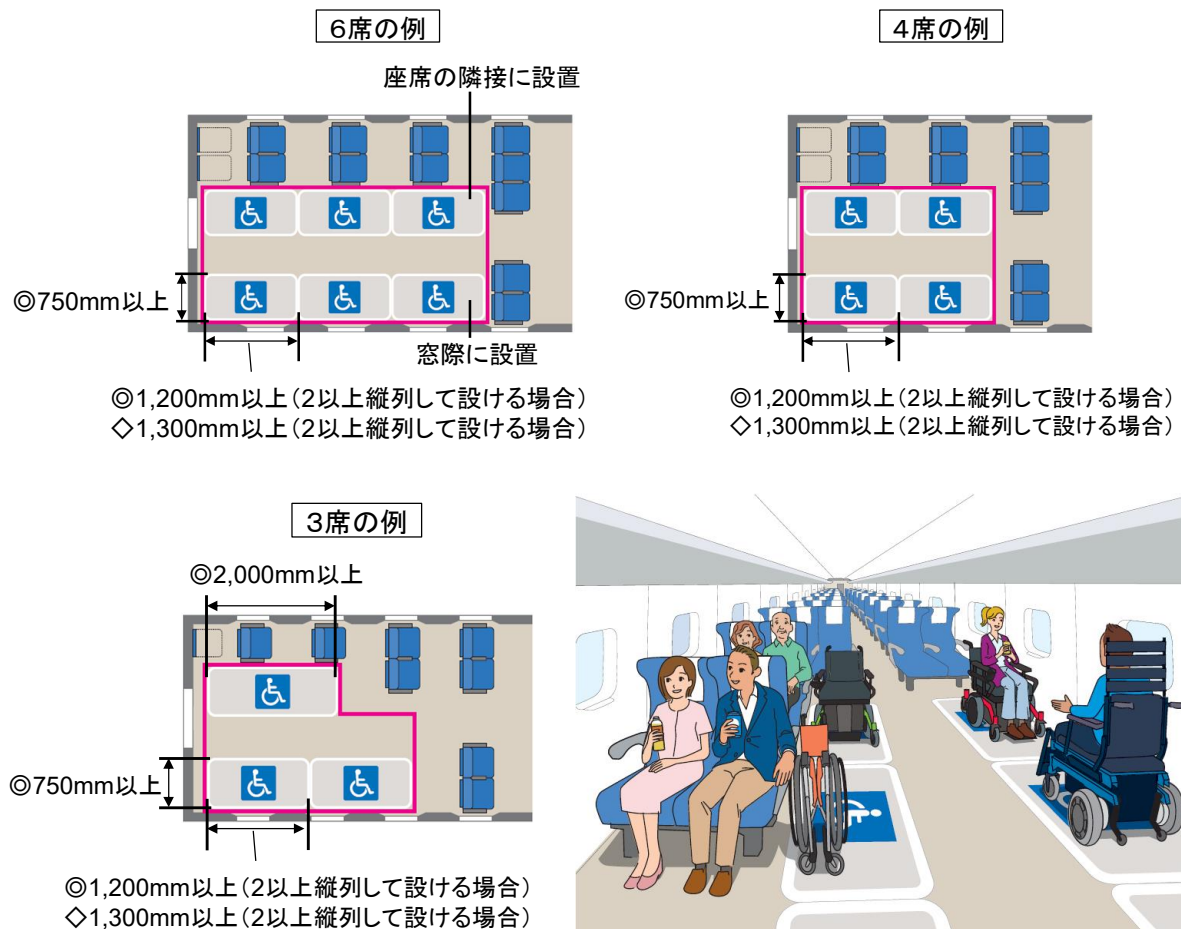 6席の例
座席の隣接に設置
◎750mm以上
窓際に設置
◎1,200mm以上(2以上縦列して設ける場合)
◇1,300mm以上(2以上縦列して設ける場合)
4席の例
◎750mm以上
◎1,200mm以上(2以上縦列して設ける場合)
◇1,300mm以上(2以上縦列して設ける場合)
3席の例
◎2,000mm以上
◎750mm以上
◎1,200mm以上(2以上縦列して設ける場合)
◇1,300mm以上(2以上縦列して設ける場合)